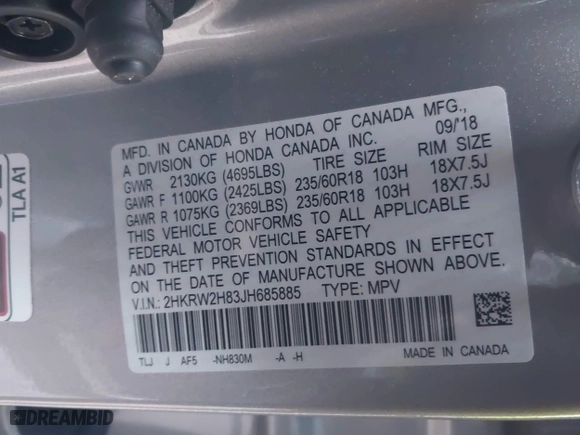 TLA A1
MFD. IN CANADA BY HONDA OF CANADA MFG.,
A DIVISION OF HONDA CANADA INC. 09/'18
GVWR 2130KG (4695LBS) TIRE SIZE RIM SIZE
GAWR F 1100KG (2425LBS) 235/60R18 103H 18X7.5J
GAWR R 1075KG (2369LBS) 235/60R18 103H 18X7.5J
THIS VEHICLE CONFORMS TO ALL APPLICABLE
FEDERAL MOTOR VEHICLE SAFETY
AND THEFT PREVENTION STANDARDS IN EFFECT
ON THE DATE OF MANUFACTURE SHOWN ABOVE.
V.I.N.: 2HKRW2H83JH685885 TYPE: MPV
TLJ J AF5 -NH830M -A -H
MADE IN CANADA
DREAMBID